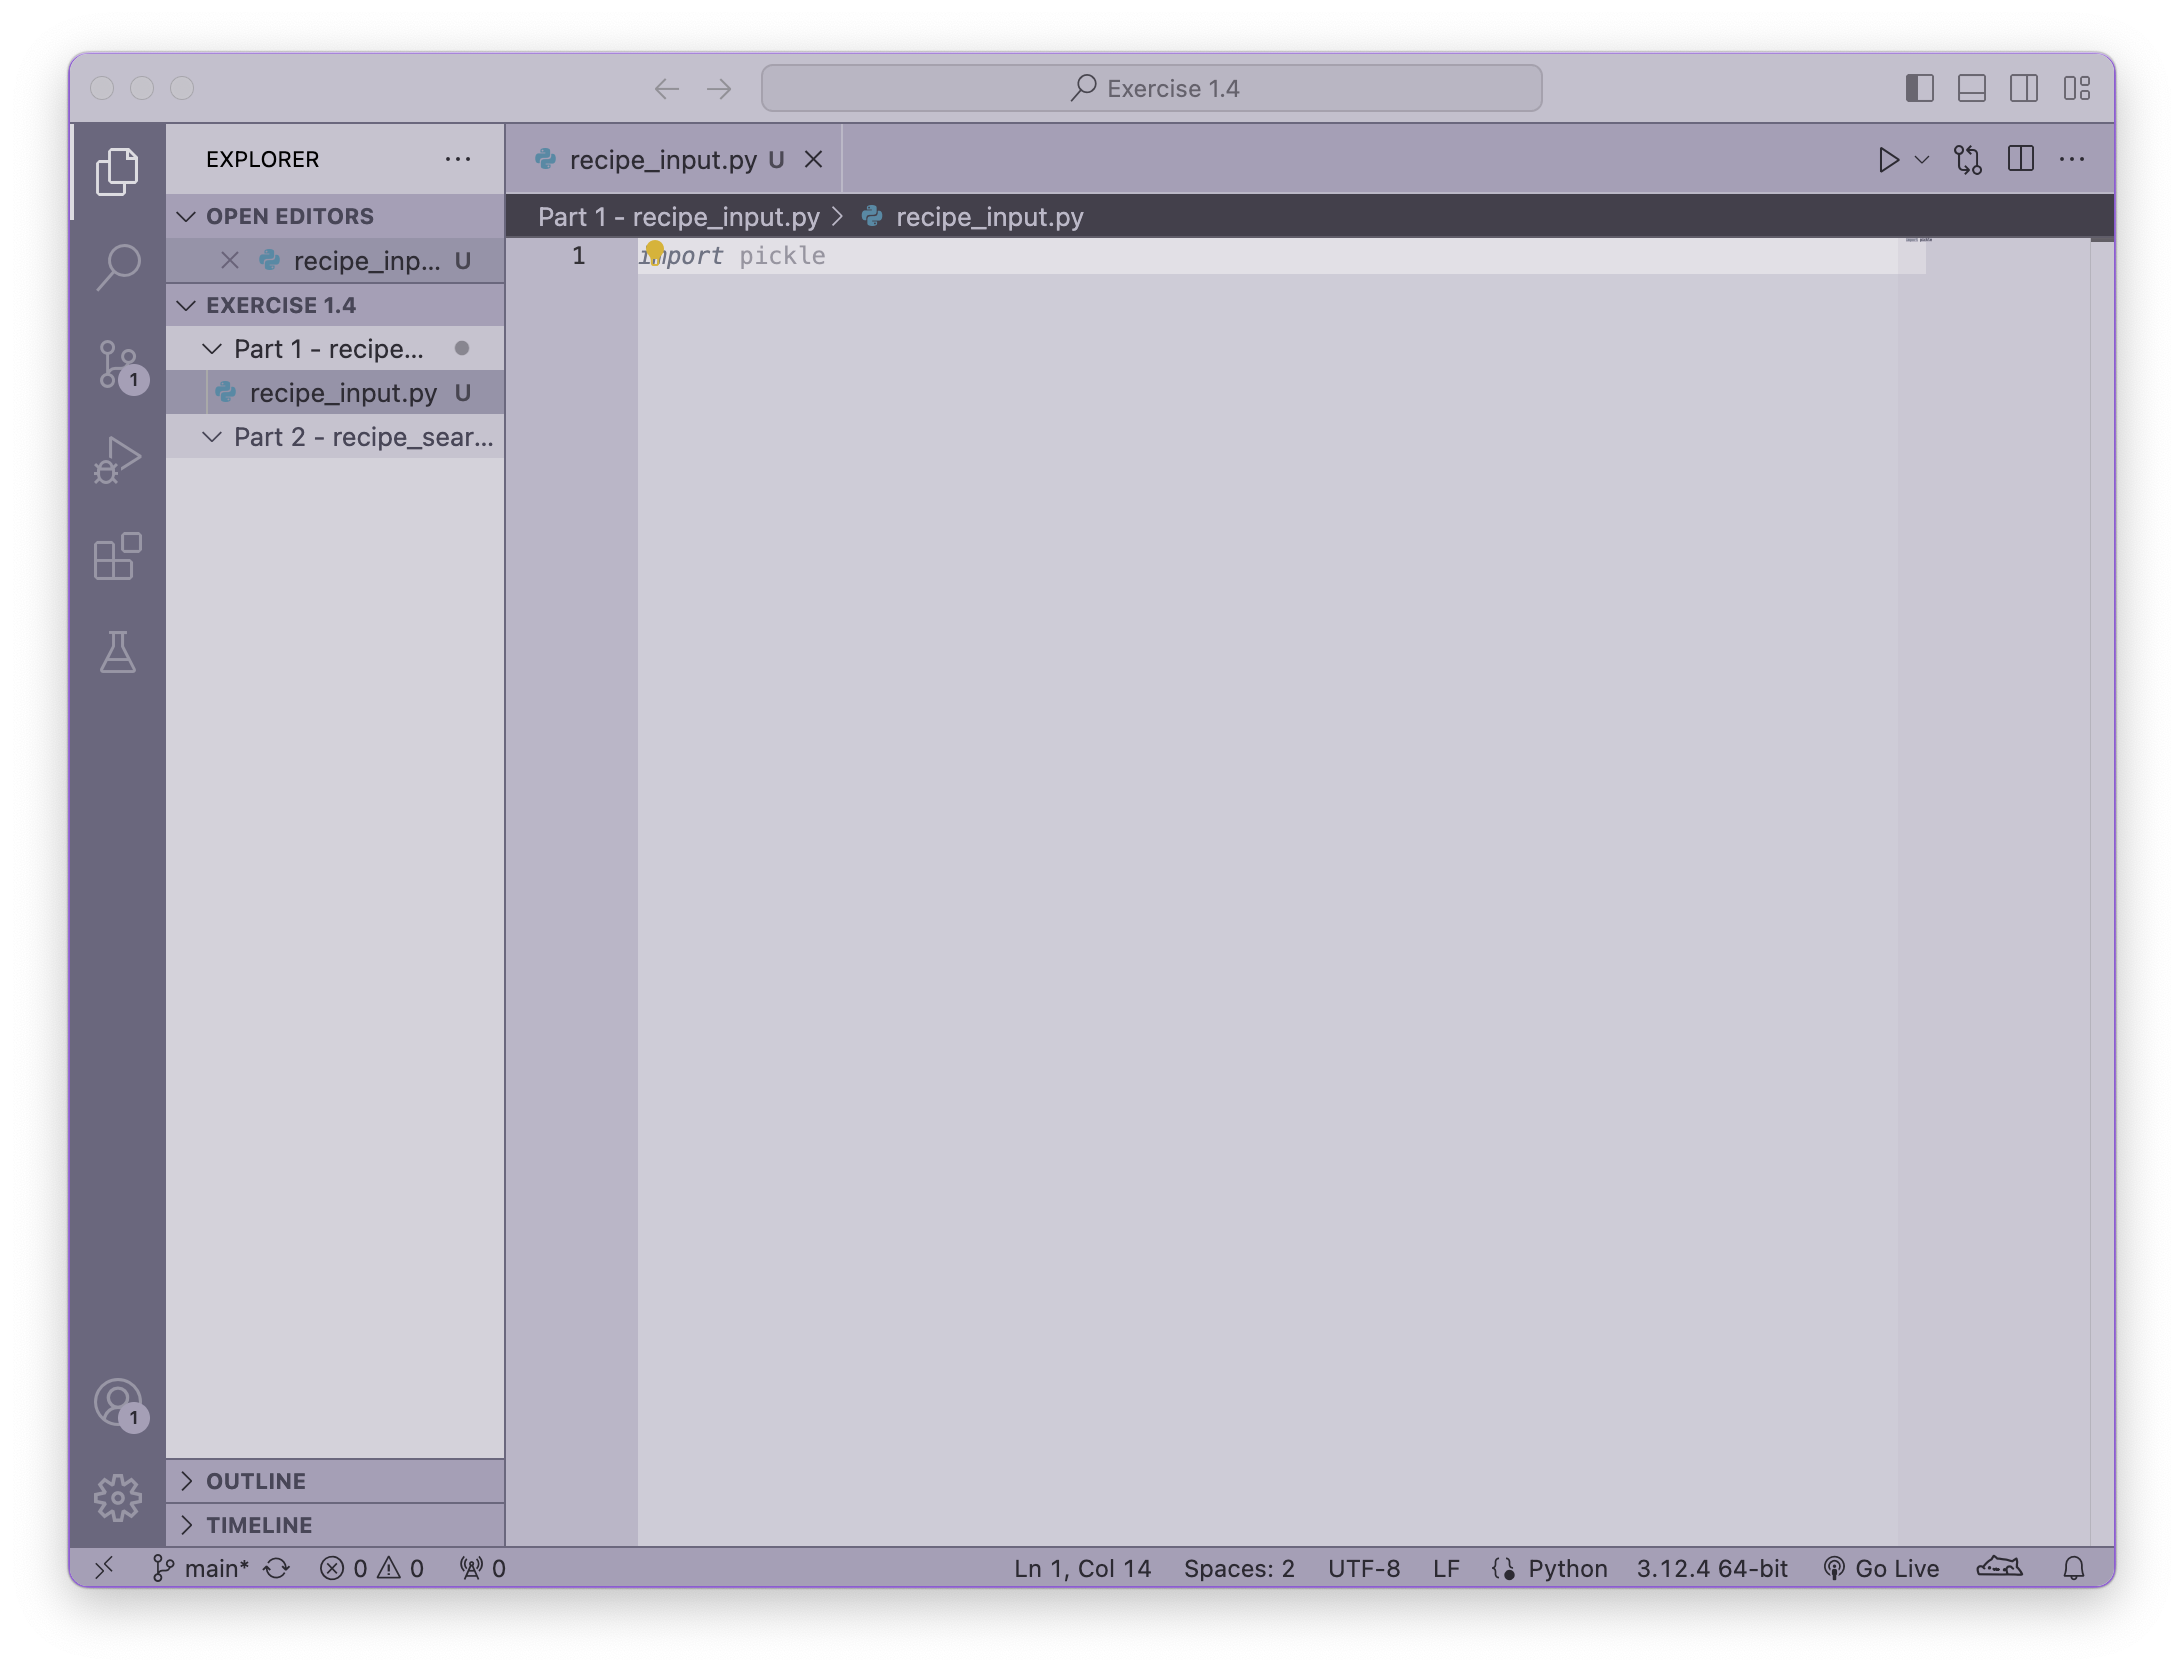 Exercise 1.4
EXPLORER
recipe_input.py U
OPEN EDITORS
Part 1 - recipe_input.py recipe_input.py
recipe_inp... U
1 import pickle
EXERCISE 1.4
Part 1 - recipe...
recipe_input.py U
Part 2 - recipe_sear...
1
1
OUTLINE
TIMELINE
main* 0 0 0 Ln 1, Col 14 Spaces: 2 UTF-8 LF Python 3.12.4 64-bit Go Live